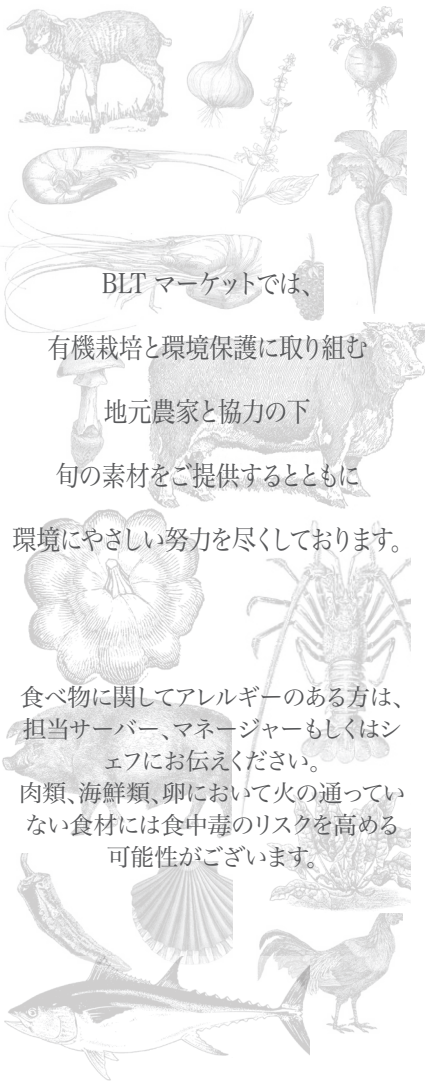 BLT マーケットでは、
有機栽培と環境保護に取り組む
地元農家と協力の下
旬の素材をご提供するとともに
環境にやさしい努力を尽くしております。
食べ物に関してアレルギーのある方は、
担当サーバー、マネージャーもしくはシ
ェフにお伝えください。
肉類、海鮮類、卵において火の通ってい
ない食材には食中毒のリスクを高める
可能性がございます。